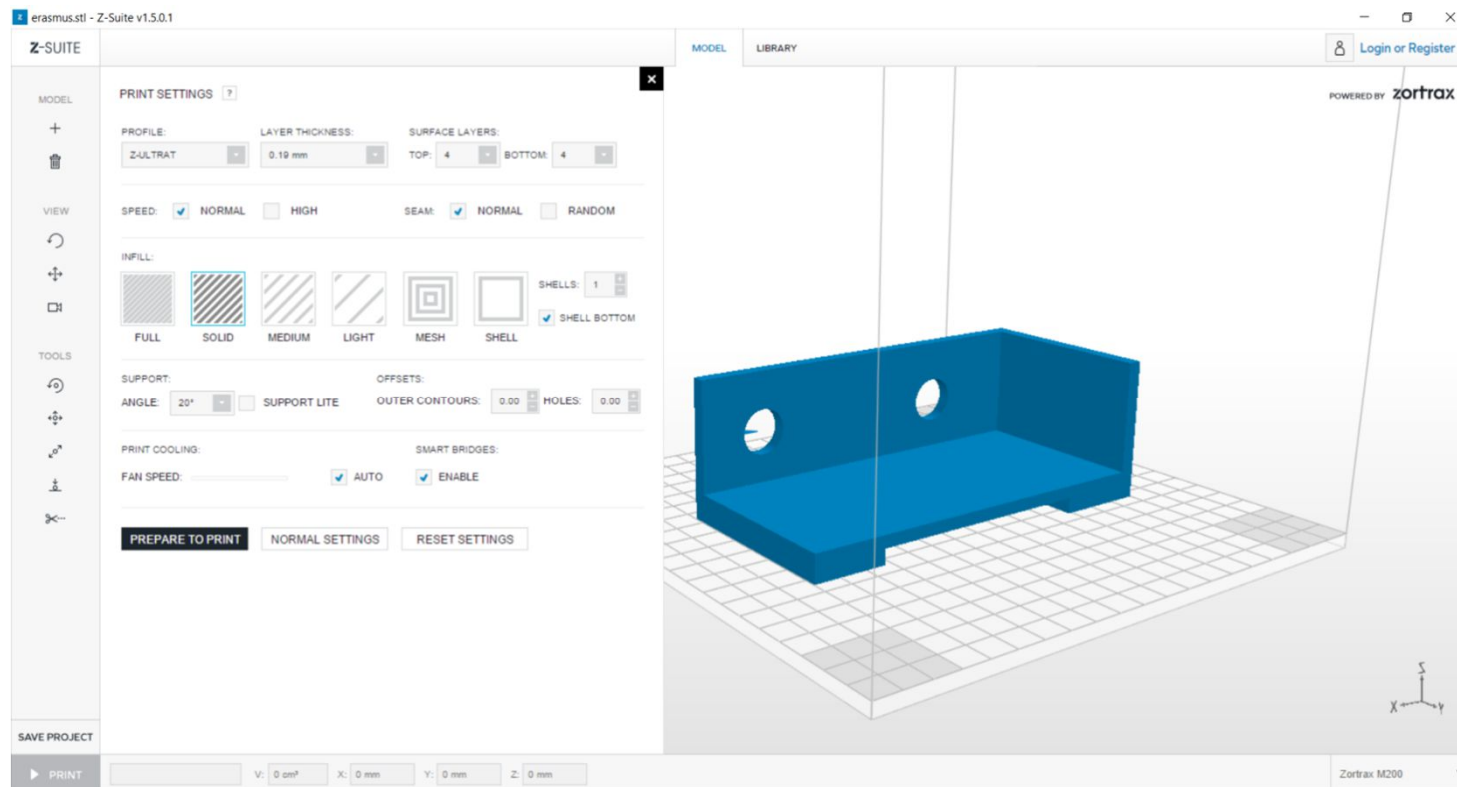 erasmus.stl - Z-Suite v1.5.0.1
Z-SUITE
MODEL LIBRARY
Login or Register
POWERED BY zortrax
MODEL
VIEW
TOOLS
SAVE PROJECT
PRINT SETTINGS ?
PROFILE: LAYER THICKNESS: SURFACE LAYERS:
Z-ULTRAT 0.19 mm TOP: 4 BOTTOM: 4
SPEED: NORMAL HIGH SEAM: NORMAL RANDOM
INFILL:
SHELLS: 1
SHELL BOTTOM
FULL SOLID MEDIUM LIGHT MESH SHELL
SUPPORT: OFFSETS:
ANGLE: 20° SUPPORT LITE OUTER CONTOURS: 0.00 HOLES: 0.00
PRINT COOLING: SMART BRIDGES:
FAN SPEED: AUTO ENABLE
PREPARE TO PRINT NORMAL SETTINGS RESET SETTINGS
Z
X Y
PRINT V: 0 cm³ X: 0 mm Y: 0 mm Z: 0 mm Zortrax M200